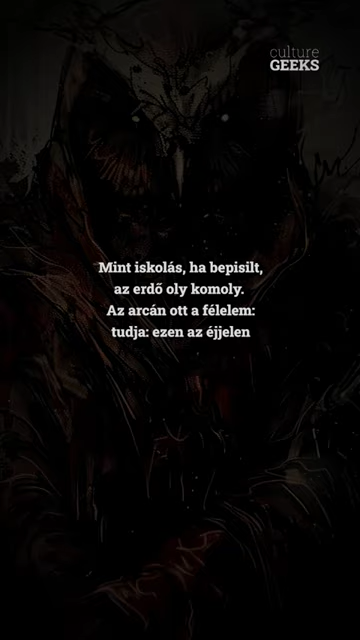 culture
GEEKS
Mint iskolás, ha bepisilt,
az erdő oly komoly.
Az arcán ott a félelem:
tudja: ezen az éjjelen